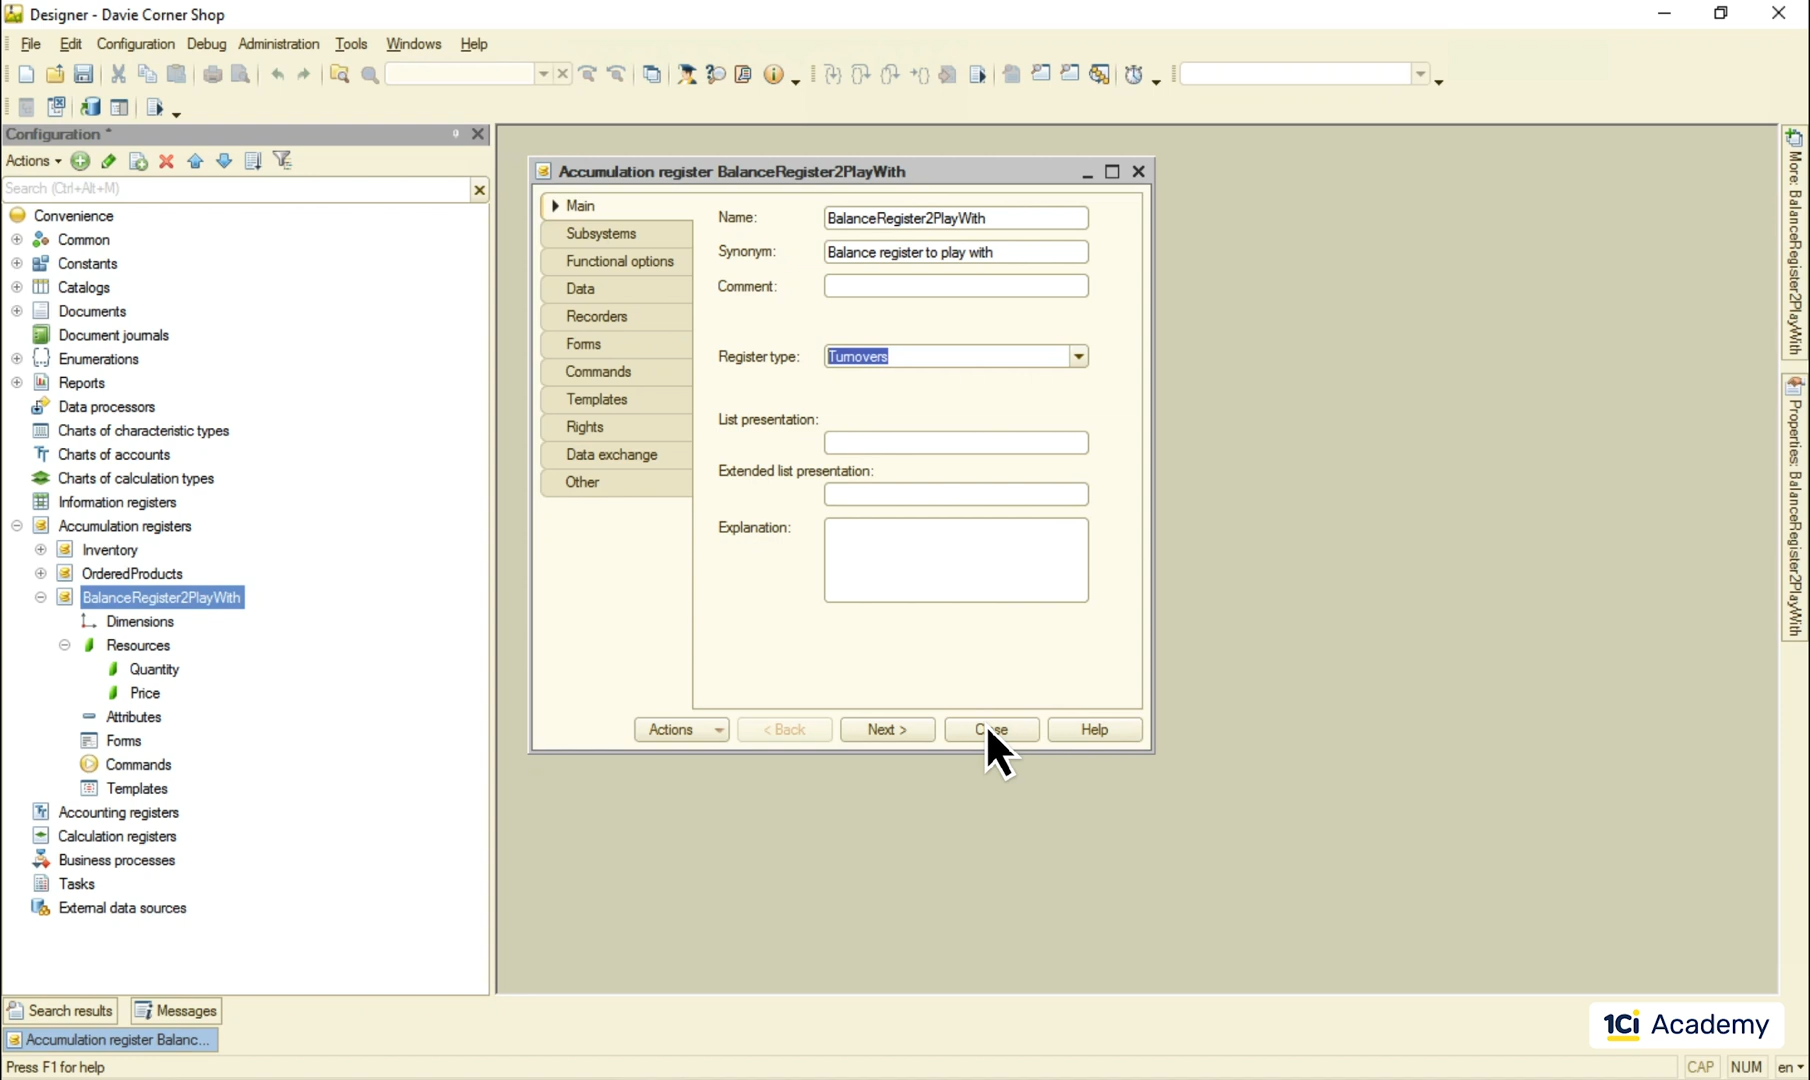 Designer - Davie Corner Shop
File Edit Configuration Debug Administration Tools Windows Help
Configuration *
Actions
Search (Ctrl+Alt+M)
Convenience
Common
Constants
Catalogs
Documents
Document journals
Enumerations
Reports
Data processors
Charts of characteristic types
Charts of accounts
Charts of calculation types
Information registers
Accumulation registers
Inventory
OrderedProducts
BalanceRegister2PlayWith
Dimensions
Resources
Quantity
Price
Attributes
Forms
Commands
Templates
Accounting registers
Calculation registers
Business processes
Tasks
External data sources
Accumulation register BalanceRegister2PlayWith
Main
Subsystems
Functional options
Data
Recorders
Forms
Commands
Templates
Rights
Data exchange
Other
Name: BalanceRegister2PlayWith
Synonym: Balance register to play with
Comment:
Register type: Turnovers
List presentation:
Extended list presentation:
Explanation:
Actions < Back Next > Close Help
More: BalanceRegister2PlayWith
Properties: BalanceRegister2PlayWith
Search results Messages
Accumulation register Balanc...
1Ci Academy
Press F1 for help
CAP NUM en